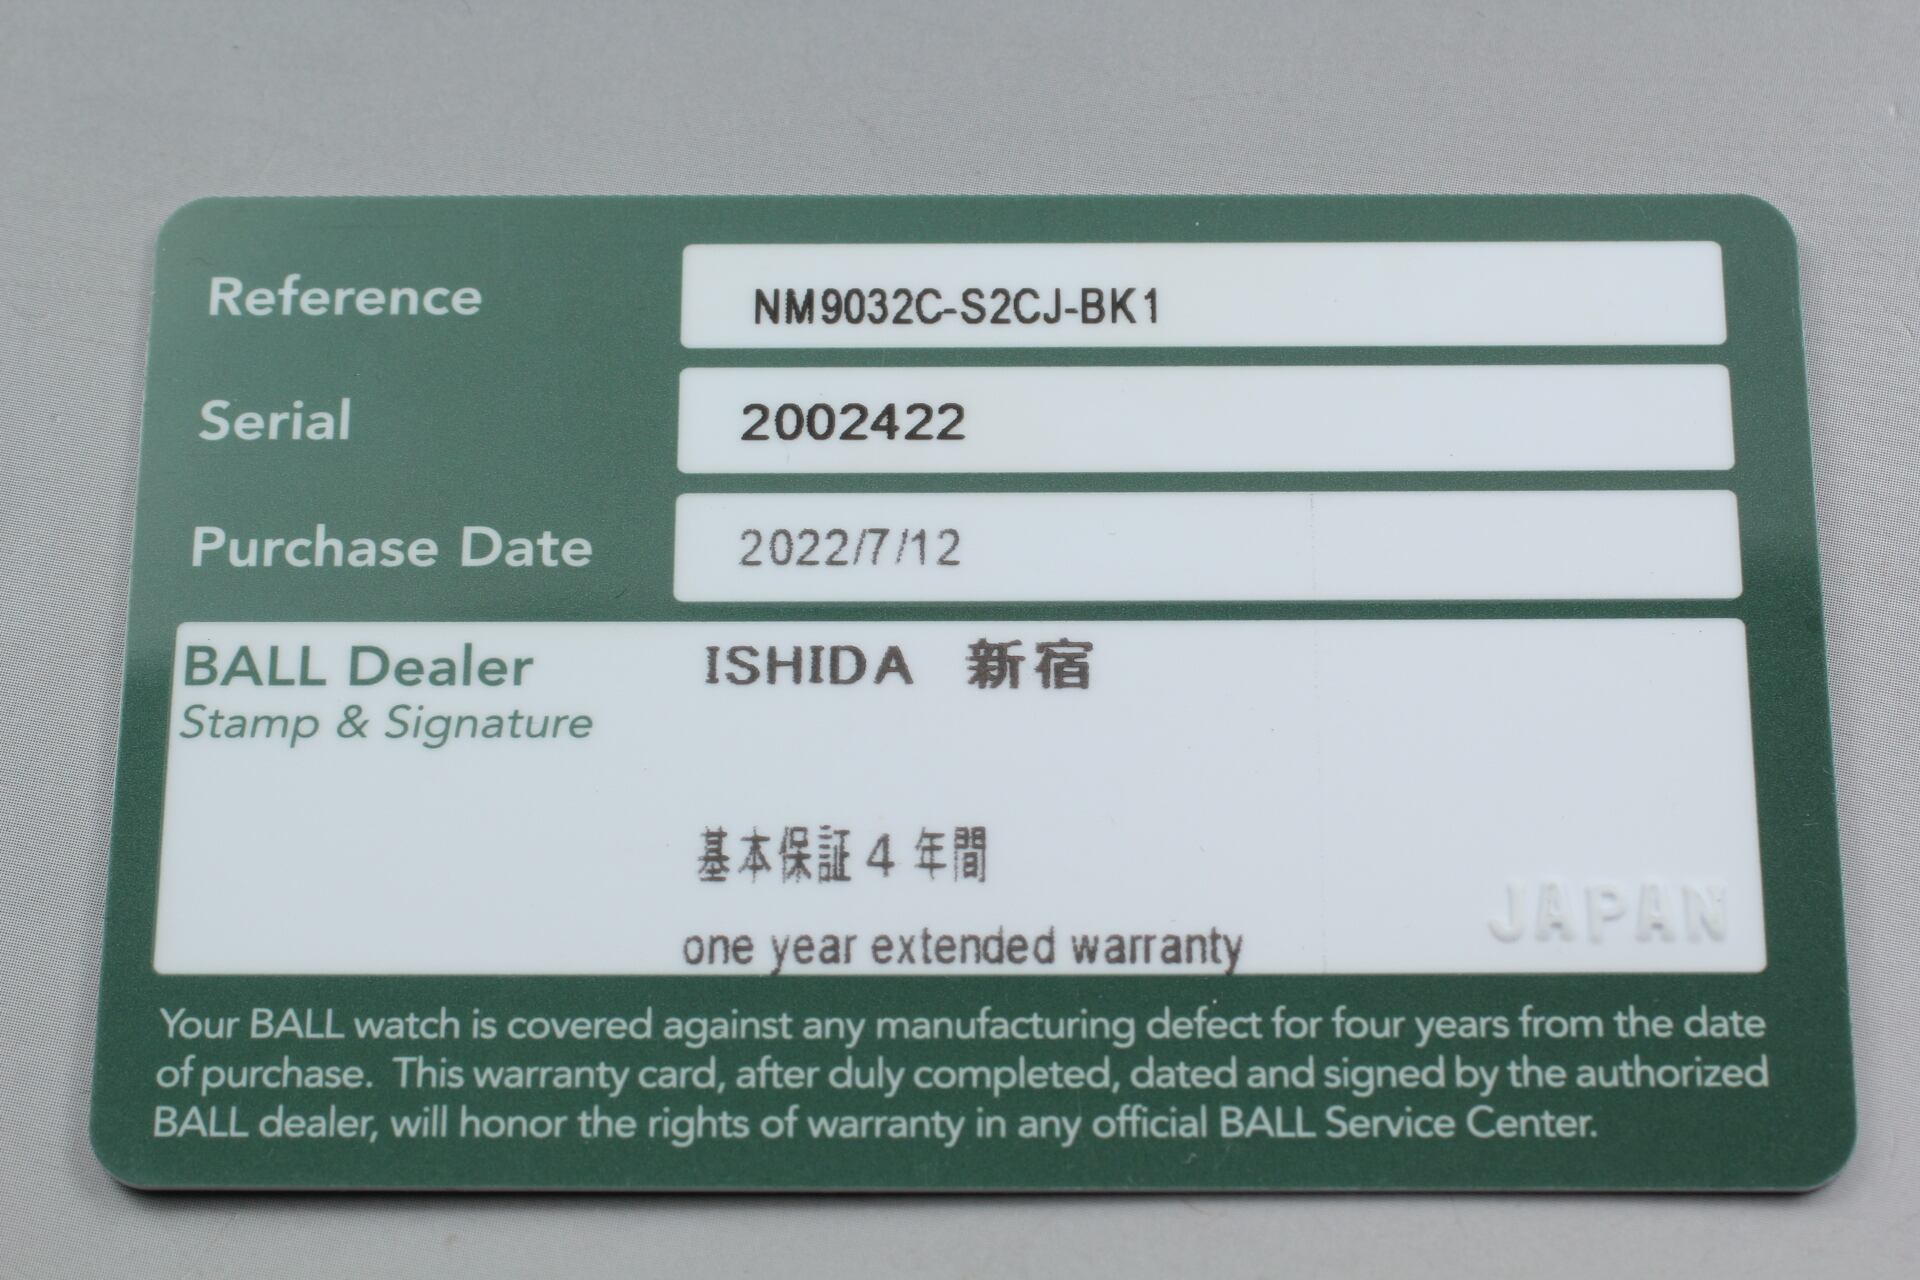 Reference NM9032C-S2CJ-BK1
Serial 2002422
Purchase Date 2022/7/12
BALL Dealer ISHIDA 新宿
Stamp & Signature
基本保証4年間
JAPAN
one year extended warranty
Your BALL watch is covered against any manufacturing defect for four years from the date
of purchase. This warranty card, after duly completed, dated and signed by the authorized
BALL dealer, will honor the rights of warranty in any official BALL Service Center.